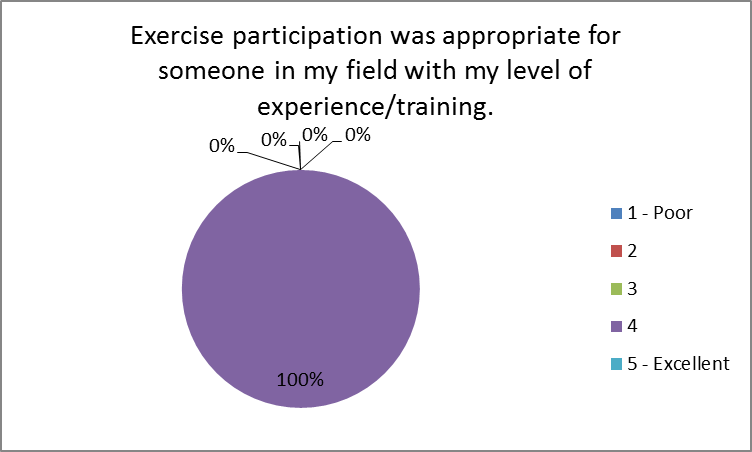 Exercise participation was appropriate for
someone in my field with my level of
experience/training.
0% 0% 0% 0%
100%
1 - Poor
2
3
4
5 - Excellent